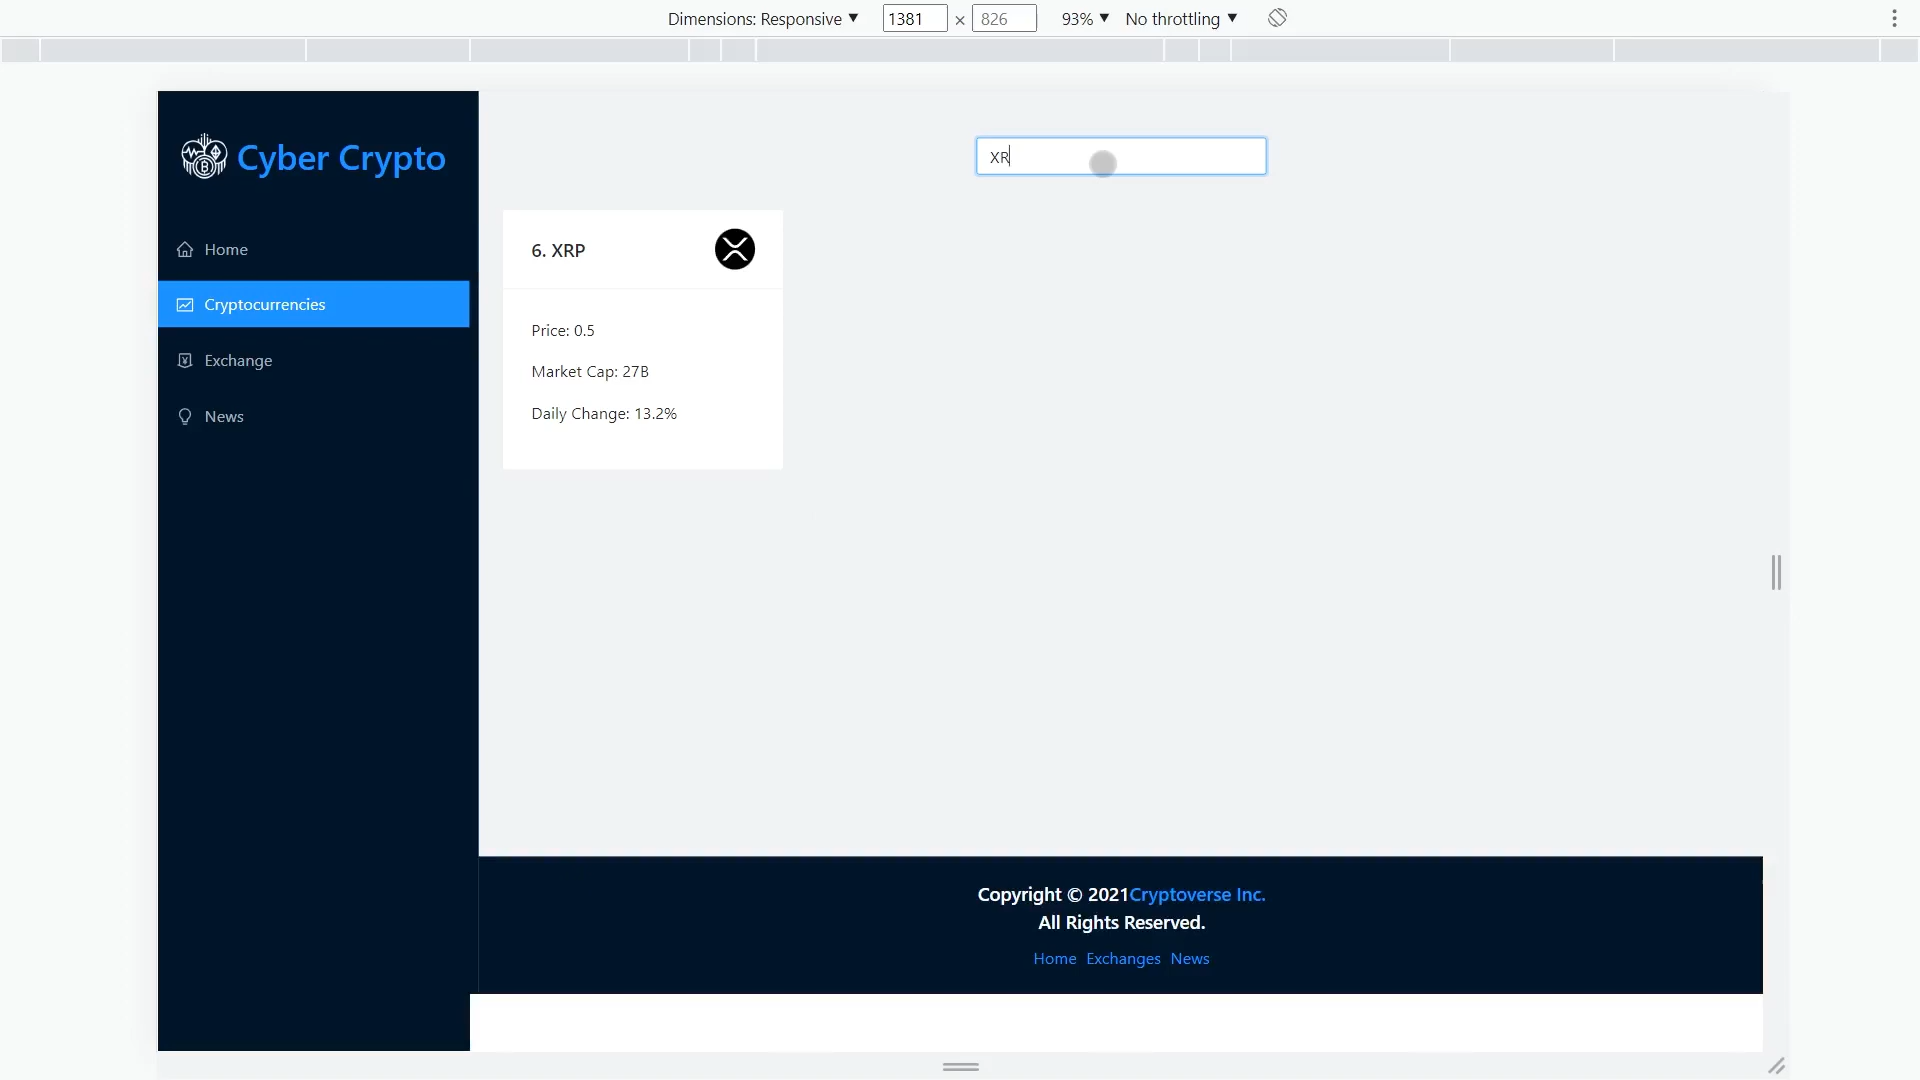 Dimensions: Responsive 1381 × 826 93% No throttling
Cyber Crypto
Home
Cryptocurrencies
Exchange
News
XR
6. XRP
Price: 0.5
Market Cap: 27B
Daily Change: 13.2%
Copyright © 2021Cryptoverse Inc.
All Rights Reserved.
Home Exchanges News